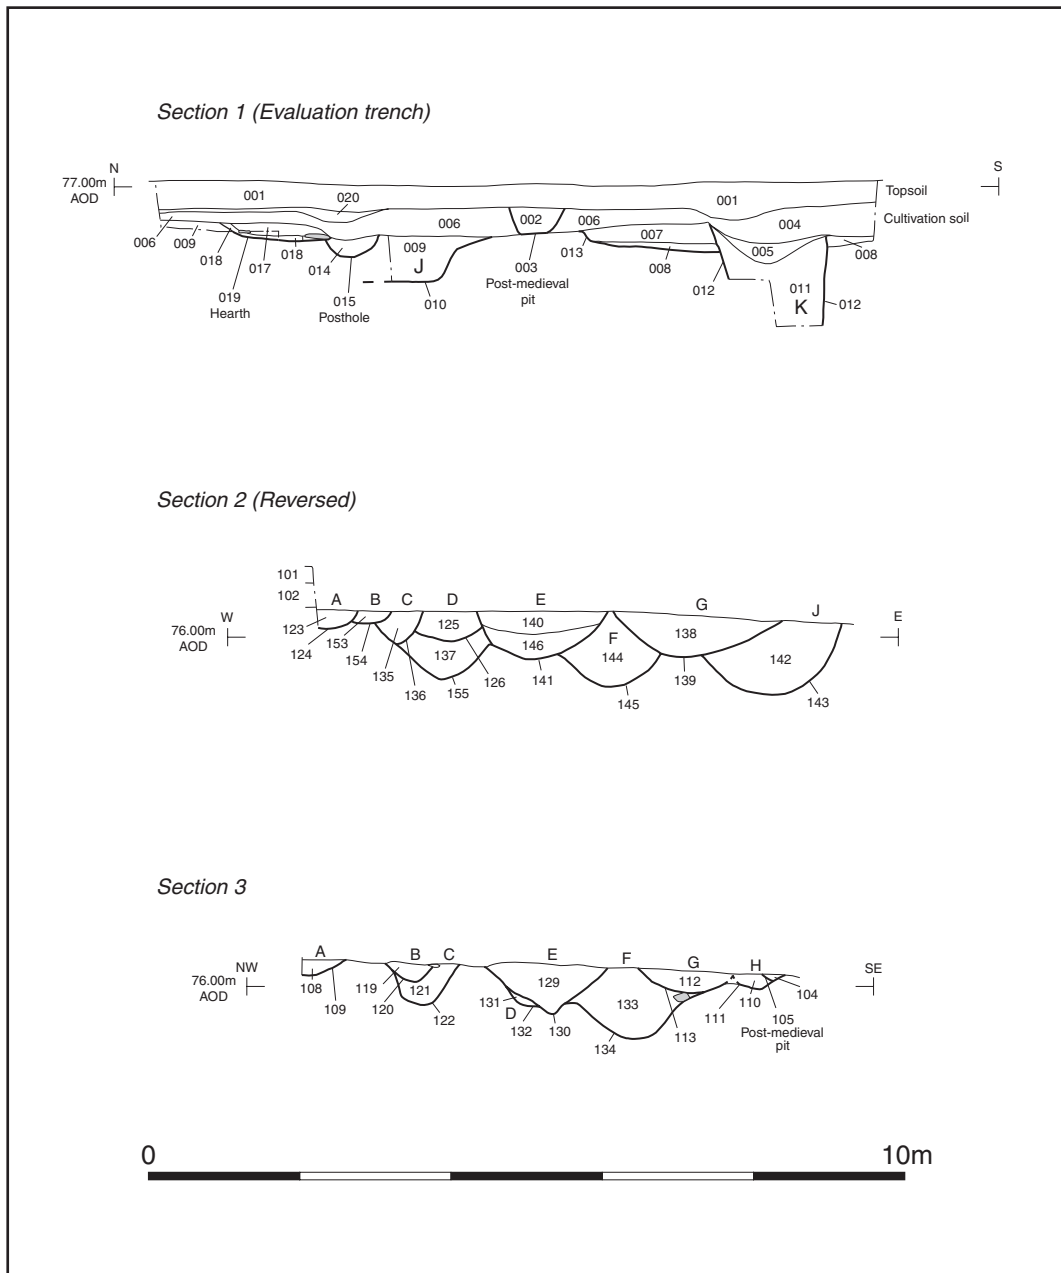 Section 1 (Evaluation trench)
N
S
77.00m
AOD
001
020
001
Topsoil
006
002
006
004
Cultivation soil
006
009
018
017
018
014
009
J
013
007
008
005
008
003
Post-medieval
pit
012
011
K
012
019
Hearth
015
Posthole
010
Section 2 (Reversed)
101
102
A
B
C
D
E
F
G
J
W
E
76.00m
AOD
123
124
153
154
135
136
125
137
155
126
140
146
141
144
145
138
139
142
143
Section 3
A
B
C
E
F
G
H
NW
SE
76.00m
AOD
108
109
119
120
121
122
131
D
132
129
130
133
134
112
113
111
110
104
105
Post-medieval
pit
0
10m